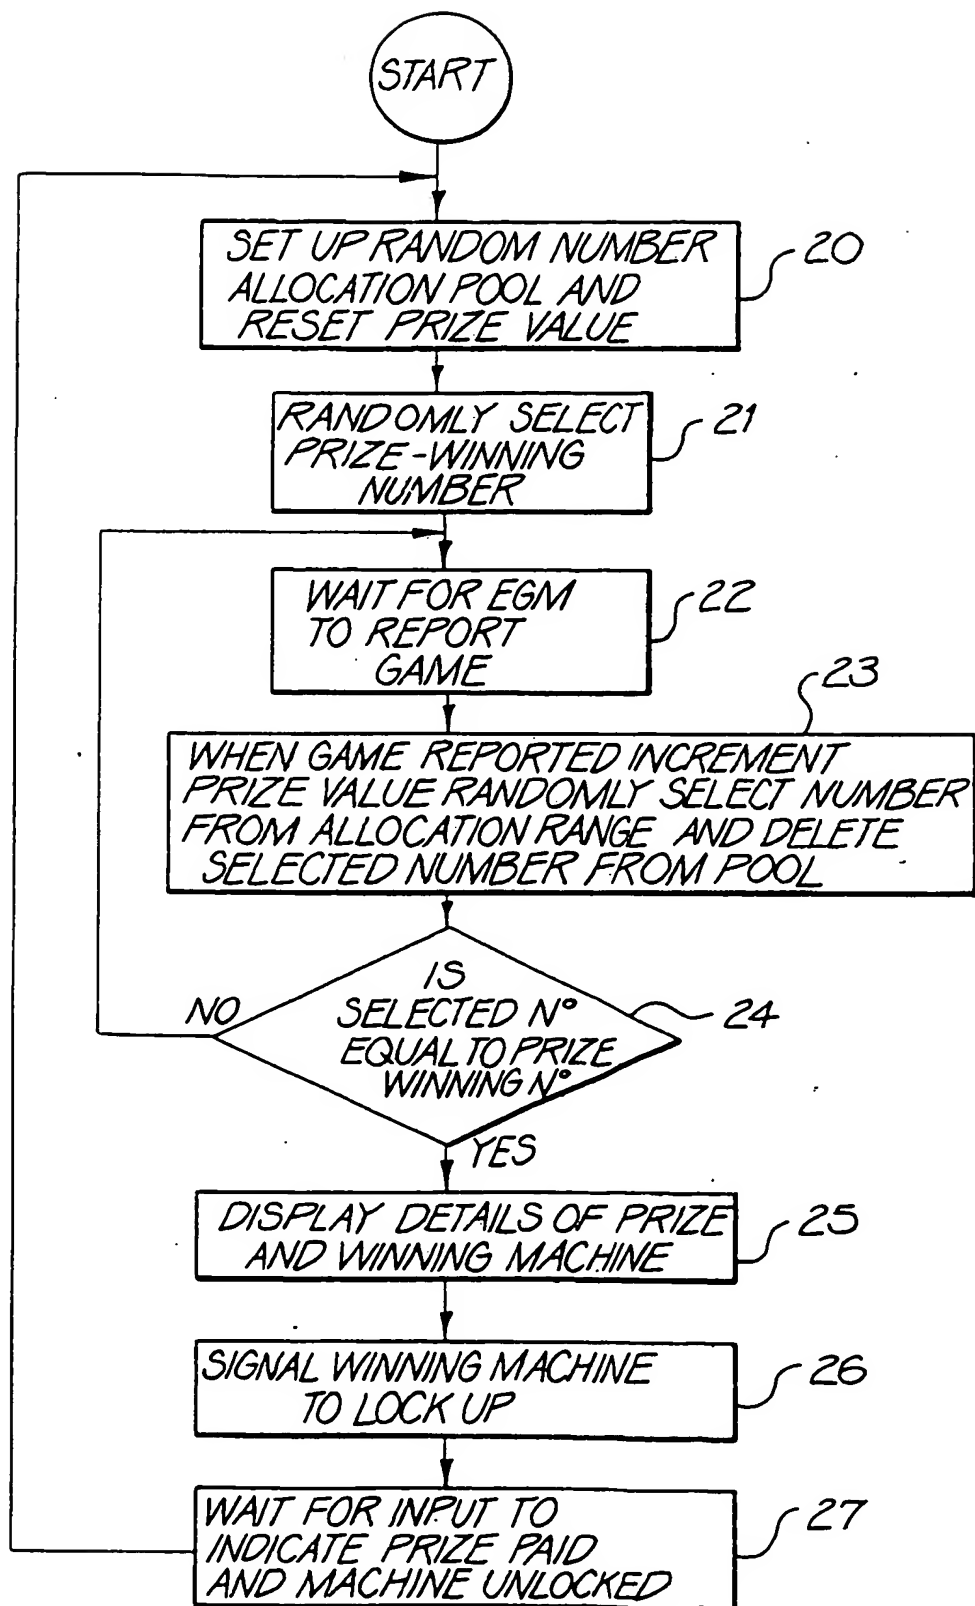 START
SET UP RANDOM NUMBER
ALLOCATION POOL AND
RESET PRIZE VALUE
20
RANDOMLY SELECT
PRIZE-WINNING
NUMBER
21
WAIT FOR EGM
TO REPORT
GAME
22
23
WHEN GAME REPORTED INCREMENT
PRIZE VALUE RANDOMLY SELECT NUMBER
FROM ALLOCATION RANGE AND DELETE
SELECTED NUMBER FROM POOL
IS
SELECTED Nº
EQUAL TO PRIZE
WINNING Nº
24
NO
YES
DISPLAY DETAILS OF PRIZE
AND WINNING MACHINE
25
SIGNAL WINNING MACHINE
TO LOCK UP
26
WAIT FOR INPUT TO
INDICATE PRIZE PAID
AND MACHINE UNLOCKED
27